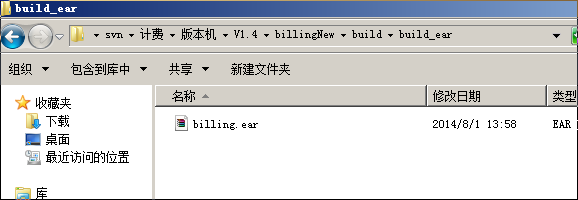 build_ear
svn 计费 版本机 V1.4 billingNew build build_ear
组织 包含到库中 共享 新建文件夹
收藏夹
下载
桌面
最近访问的位置
库
名称 修改日期 类型
billing.ear 2014/8/1 13:58 EAR